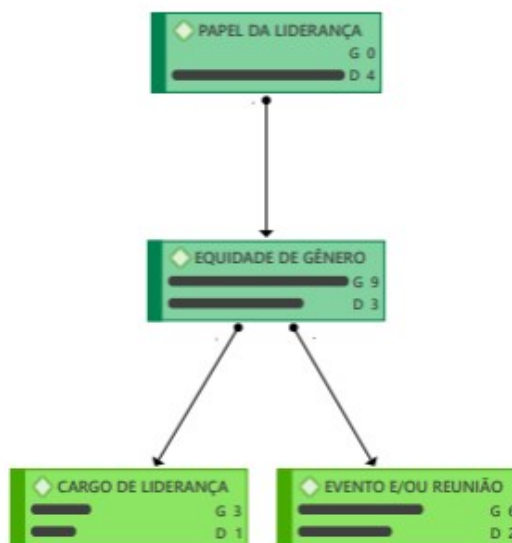 PAPEL DA LIDERANÇA
G 0
D 4
EQUIDADE DE GÊNERO
G 9
D 3
CARGO DE LIDERANÇA
G 3
D 1
EVENTO E/OU REUNIÃO
G 6
D 2